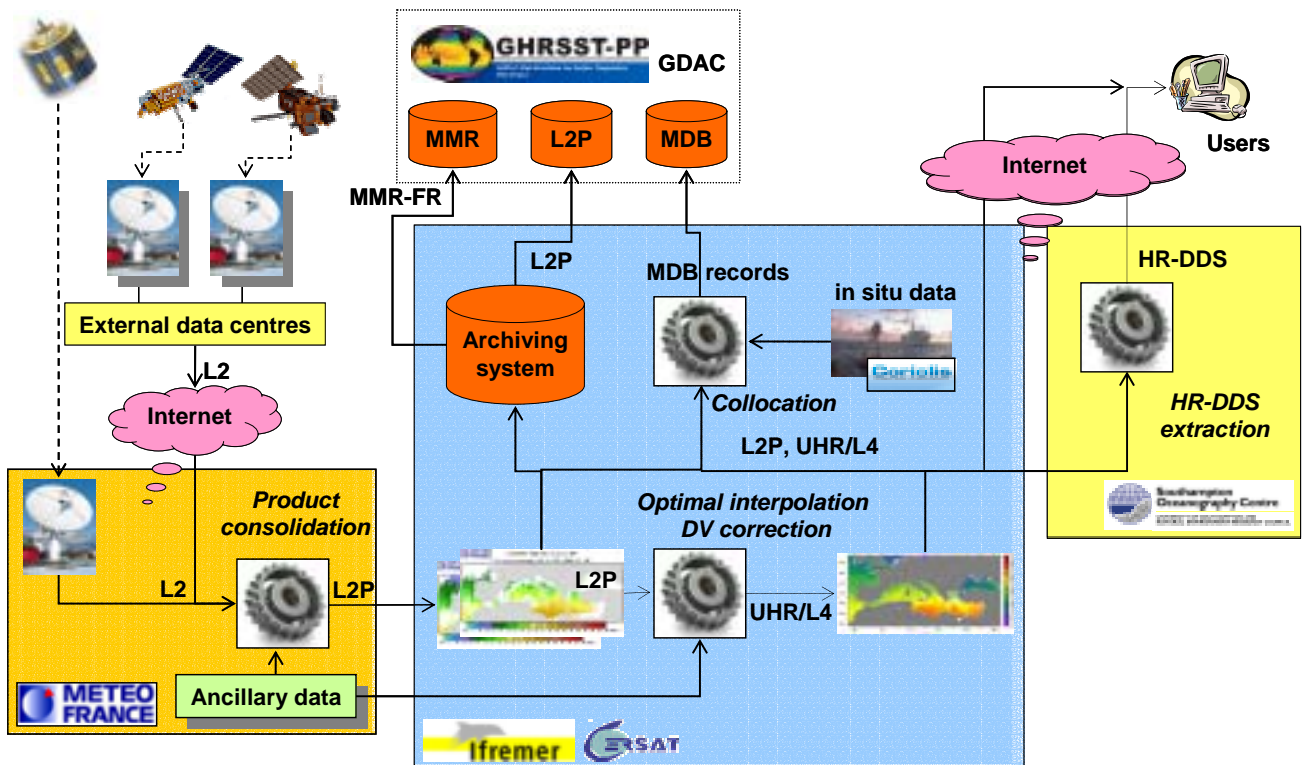 GHRSST-PP
GDAC
MMR
L2P
MDB
Users
Internet
MMR-FR
L2P
MDB records
in situ data
HR-DDS
External data centres
Archiving
system
Coriolis
L2
Internet
Collocation
HR-DDS
extraction
L2P, UHR/L4
Product
consolidation
Optimal interpolation
DV correction
Southampton
Oceanography Centre
L2
L2P
L2P
UHR/L4
METEO
FRANCE
Ancillary data
Ifremer
CERSAT